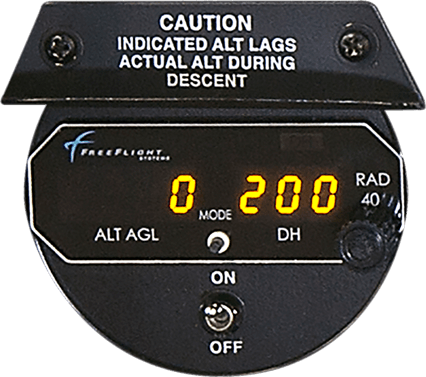 CAUTION
INDICATED ALT LAGS
ACTUAL ALT DURING
DESCENT
FREEFLIGHT
SYSTEMS
0 200
RAD
40
MODE
ALT AGL DH
ON
OFF